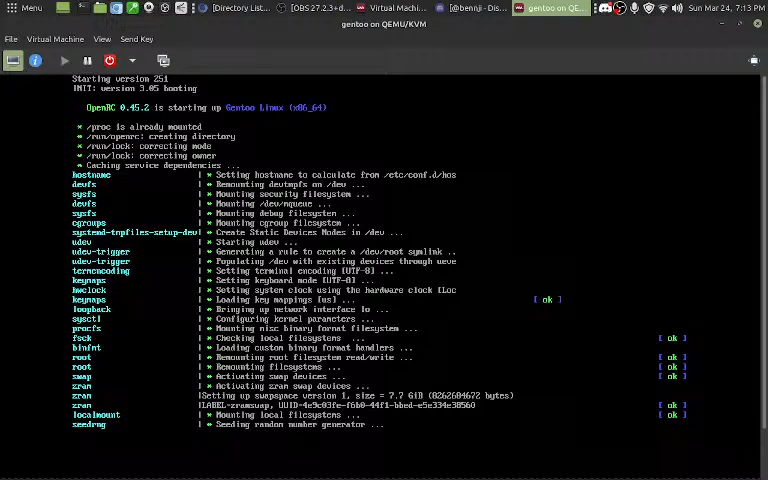 Menu
[Directory List...
[OBS 27.2.3+d...
Virtual Machi...
[@bennji - Dis...
gentoo on QE...
Sun Mar 24, 7:13 PM
gentoo on QEMU/KVM
File Virtual Machine View Send Key
Starting version 251
INIT: version 3.05 booting
OpenRC 0.45.2 is starting up Gentoo Linux (x86_64)
* /proc is already mounted
* /run/openrc: creating directory
* /run/lock: correcting mode
* /run/lock: correcting owner
* Caching service dependencies ...
hostname | * Setting hostname to calculate from /etc/conf.d/hos
devfs | * Remounting devtmpfs on /dev ...
sysfs | * Mounting security filesystem ...
devfs | * Mounting /dev/mqueue ...
sysfs | * Mounting debug filesystem ...
cgroups | * Mounting cgroup filesystem ...
systemd-tmpfiles-setup-dev| * Create Static Devices Nodes in /dev ...
udev | * Starting udev ...
udev-trigger | * Generating a rule to create a /dev/root symlink ..
udev-trigger | * Populating /dev with existing devices through ueve
termencoding | * Setting terminal encoding [UTF-8] ...
keymaps | * Setting keyboard mode [UTF-8] ...
hwclock | * Setting system clock using the hardware clock [Loc
keymaps | * Loading key mappings [us] ... [ ok ]
loopback | * Bringing up network interface lo ...
sysctl | * Configuring kernel parameters ...
procfs | * Mounting misc binary format filesystem ...
fsck | * Checking local filesystems ... [ ok ]
binfmt | * Loading custom binary format handlers ...
root | * Remounting root filesystem read/write ... [ ok ]
root | * Remounting filesystems ... [ ok ]
swap | * Activating swap devices ... [ ok ]
zram | * Activating zram swap devices ...
zram |Setting up swapspace version 1, size = 7.7 GiB (8262684672 bytes)
zram |LABEL=zramswap, UUID=4e9c03fe-f6b0-44f1-bbed-e5e334e38560 [ ok ]
localmount | * Mounting local filesystems ... [ ok ]
seedrng | * Seeding random number generator ...